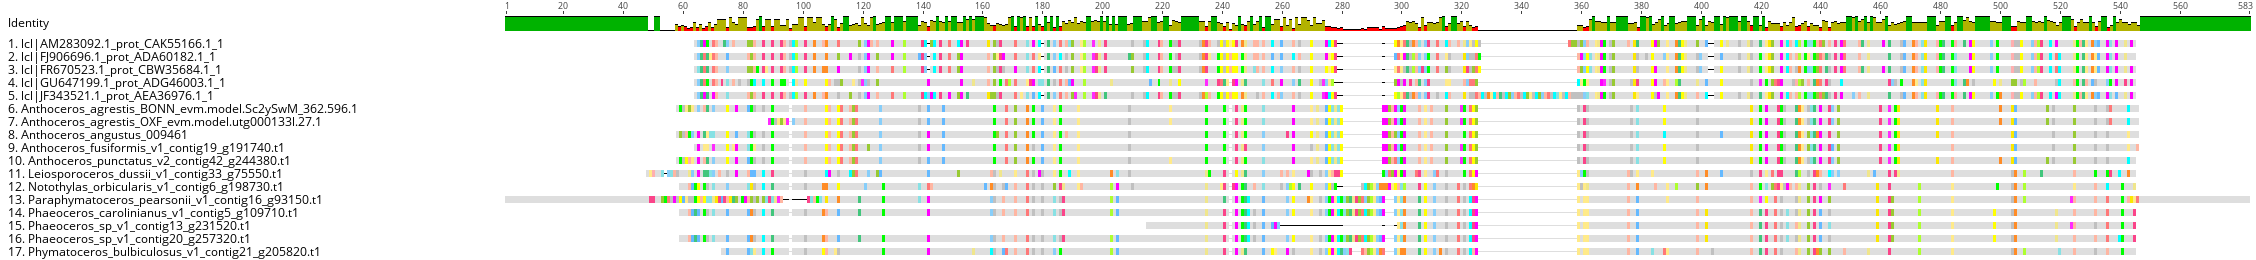 1 20 40 60 80 100 120 140 160 180 200 220 240 260 280 300 320 340 360 380 400 420 440 460 480 500 520 540 560 583
Identity
1. lcl|AM283092.1_prot_CAK55166.1_1
2. lcl|FJ906696.1_prot_ADA60182.1_1
3. lcl|FR670523.1_prot_CBW35684.1_1
4. lcl|GU647199.1_prot_ADG46003.1_1
5. lcl|JF343521.1_prot_AEA36976.1_1
6. Anthoceros_agrestis_BONN_evm.model.Sc2ySwM_362.596.1
7. Anthoceros_agrestis_OXF_evm.model.utg000133l.27.1
8. Anthoceros_angustus_009461
9. Anthoceros_fusiformis_v1_contig19_g191740.t1
10. Anthoceros_punctatus_v2_contig42_g244380.t1
11. Leiosporoceros_dussii_v1_contig33_g75550.t1
12. Notothylas_orbicularis_v1_contig6_g198730.t1
13. Paraphymatoceros_pearsonii_v1_contig16_g93150.t1
14. Phaeoceros_carolinianus_v1_contig5_g109710.t1
15. Phaeoceros_sp_v1_contig13_g231520.t1
16. Phaeoceros_sp_v1_contig20_g257320.t1
17. Phymatoceros_bulbiculosus_v1_contig21_g205820.t1